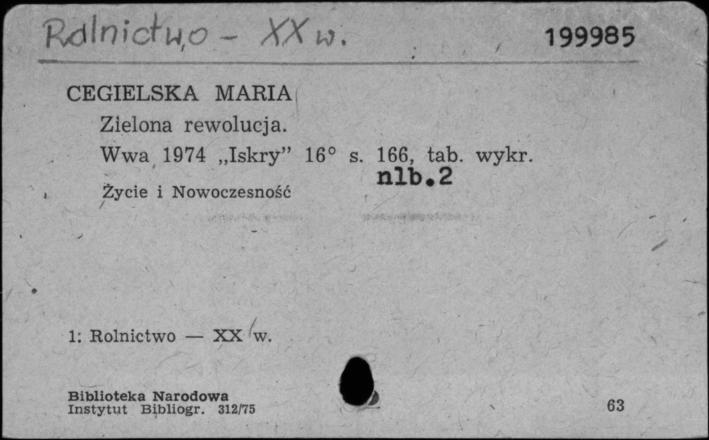 Rolnictwo - XX w. 199985
CEGIELSKA MARIA
Zielona rewolucja.
Wwa 1974 „Iskry” 16° s. 166, tab. wykr.
nlb.2
Życie i Nowoczesność
1: Rolnictwo — XX w.
Biblioteka Narodowa
Instytut Bibliogr. 312/75 63